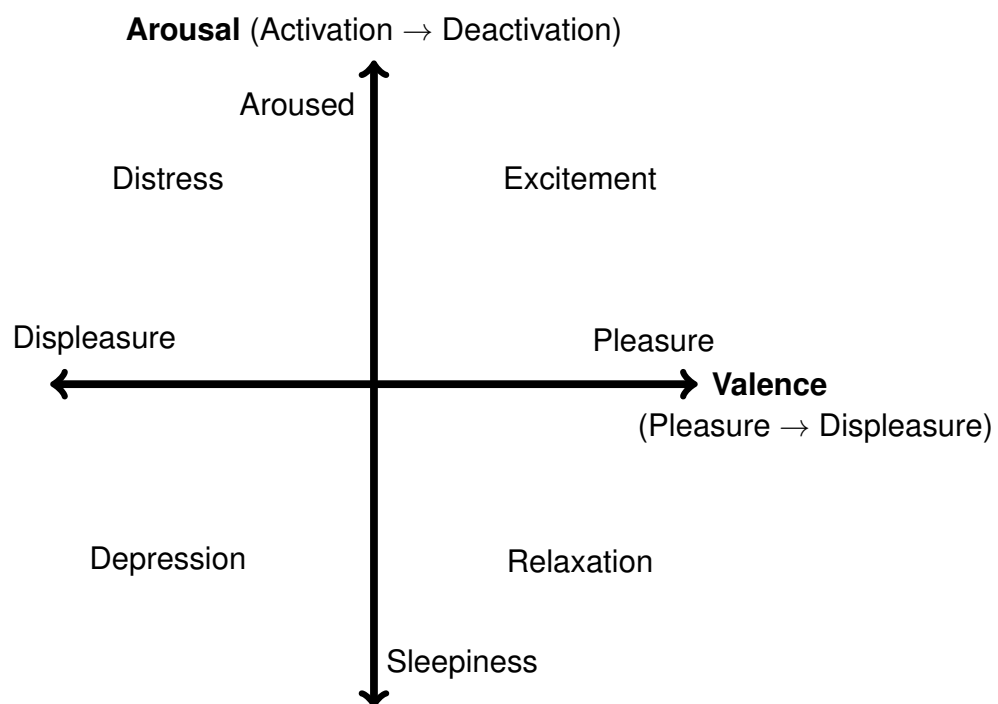 Arousal (Activation → Deactivation)
Aroused
Distress
Excitement
Displeasure
Pleasure
Valence
(Pleasure → Displeasure)
Depression
Relaxation
Sleepiness